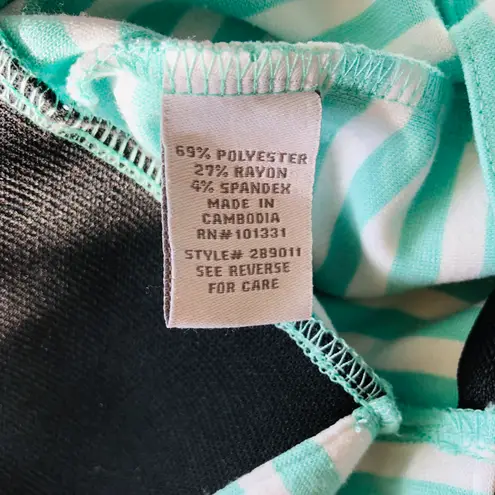 69% POLYESTER
27% RAYON
4% SPANDEX
MADE IN
CAMBODIA
RN#101331
STYLE# 289011
SEE REVERSE
FOR CARE